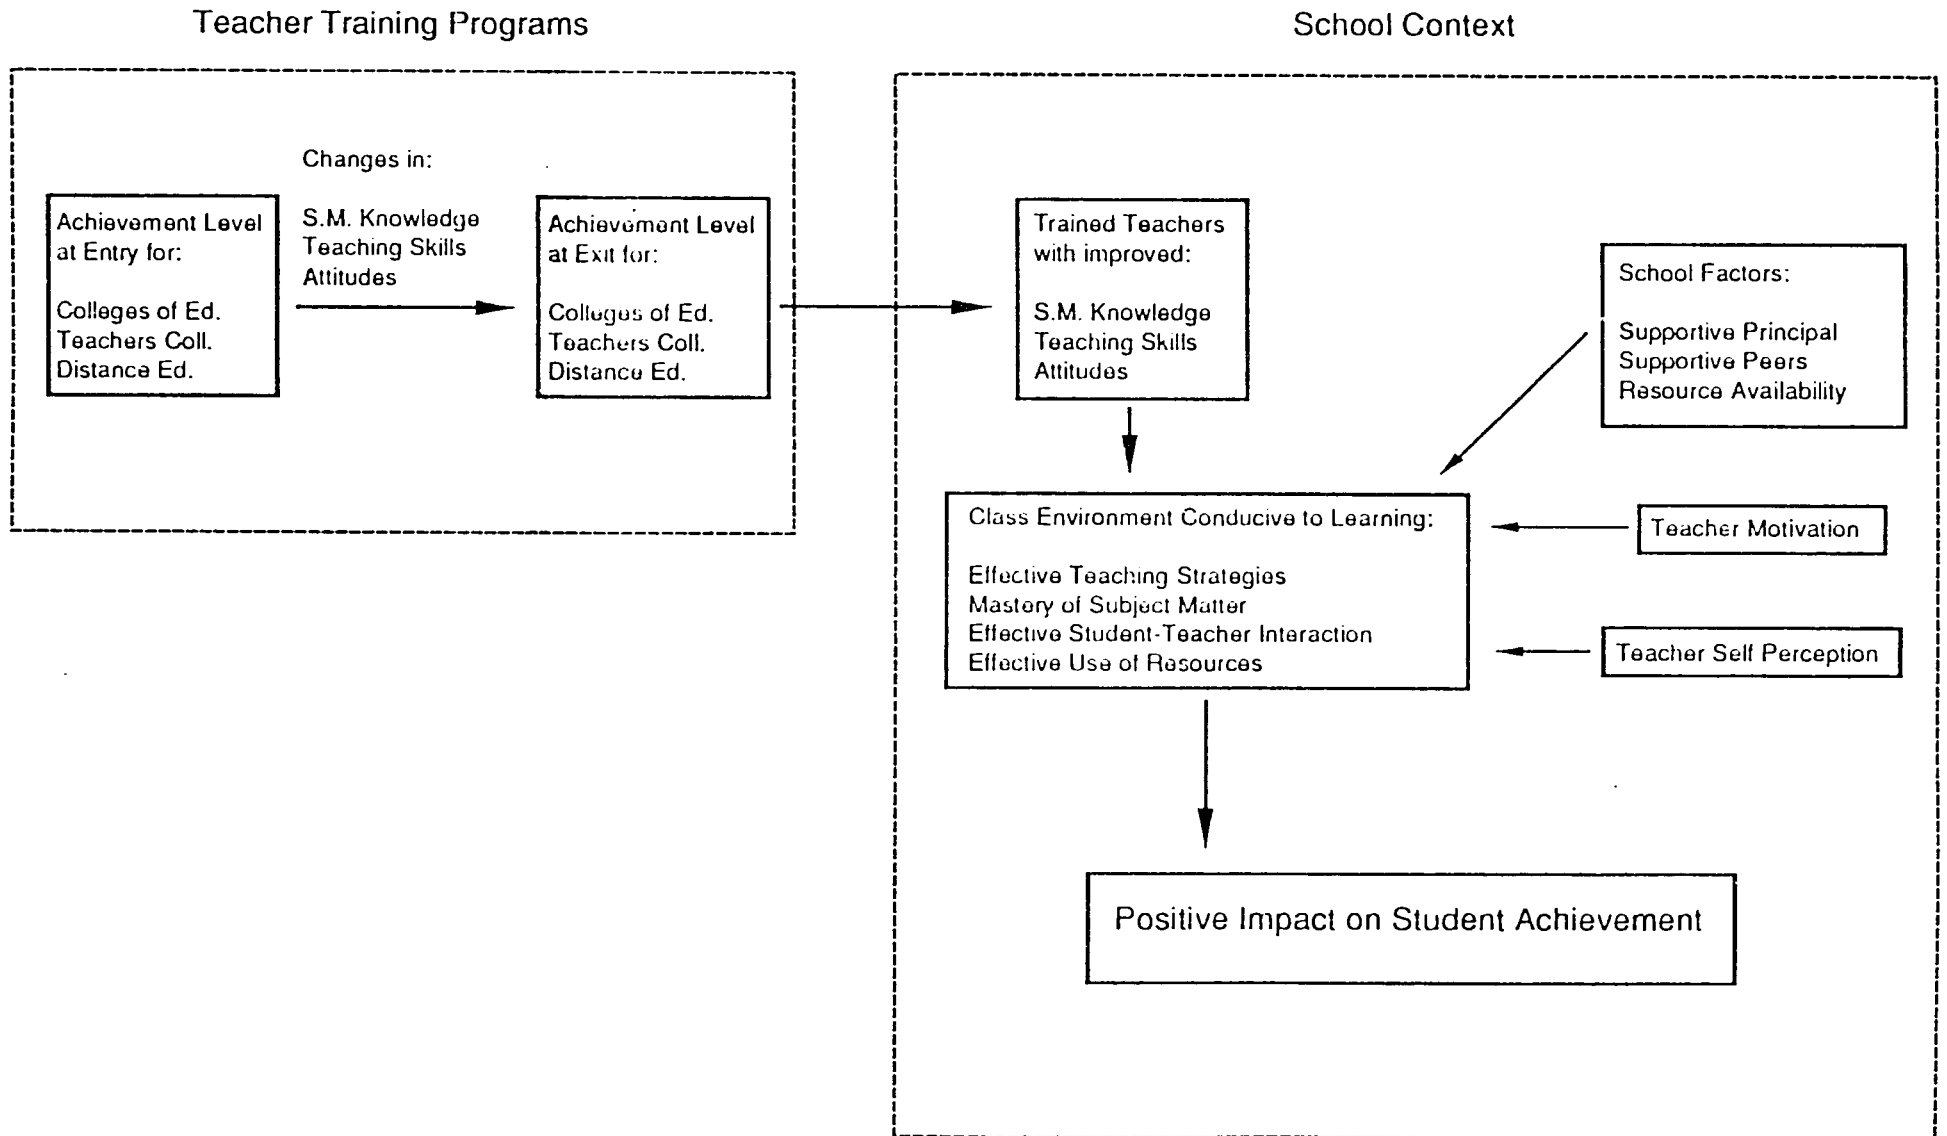 Teacher Training Programs
School Context
Achievement Level
at Entry for:
Colleges of Ed.
Teachers Coll.
Distance Ed.
Changes in:
S.M. Knowledge
Teaching Skills
Attitudes
Achievement Level
at Exit for:
Colleges of Ed.
Teachers Coll.
Distance Ed.
Trained Teachers
with improved:
S.M. Knowledge
Teaching Skills
Attitudes
School Factors:
Supportive Principal
Supportive Peers
Resource Availability
Class Environment Conducive to Learning:
Effective Teaching Strategies
Mastery of Subject Matter
Effective Student-Teacher Interaction
Effective Use of Resources
Teacher Motivation
Teacher Self Perception
Positive Impact on Student Achievement